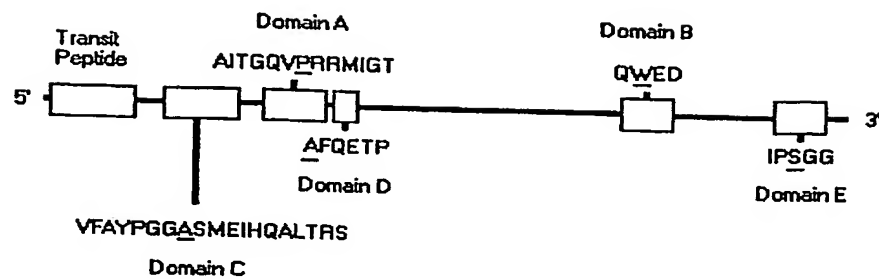 Domain A
Domain B
Transit
Peptide
AITGQVPRRMIGT
QWED
5'
3'
AFQETP
IPSGG
Domain D
Domain E
VFAYPGGASMEIHQALTRS
Domain C